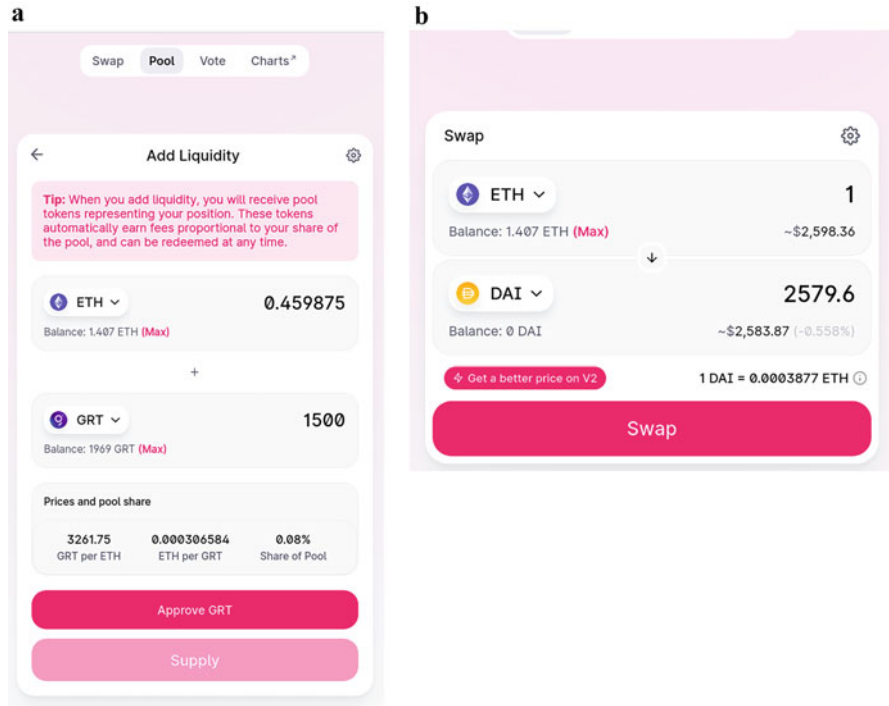 a
Swap Pool Vote Charts↗
← Add Liquidity
Tip: When you add liquidity, you will receive pool
tokens representing your position. These tokens
automatically earn fees proportional to your share of
the pool, and can be redeemed at any time.
ETH 0.459875
Balance: 1.407 ETH (Max)
+
GRT 1500
Balance: 1969 GRT (Max)
Prices and pool share
3261.75 0.000306584 0.08%
GRT per ETH ETH per GRT Share of Pool
Approve GRT
Supply
b
Swap
ETH 1
Balance: 1.407 ETH (Max) ~$2,598.36
↓
DAI 2579.6
Balance: 0 DAI ~$2,583.87 (-0.558%)
Get a better price on V2 1 DAI = 0.0003877 ETH
Swap